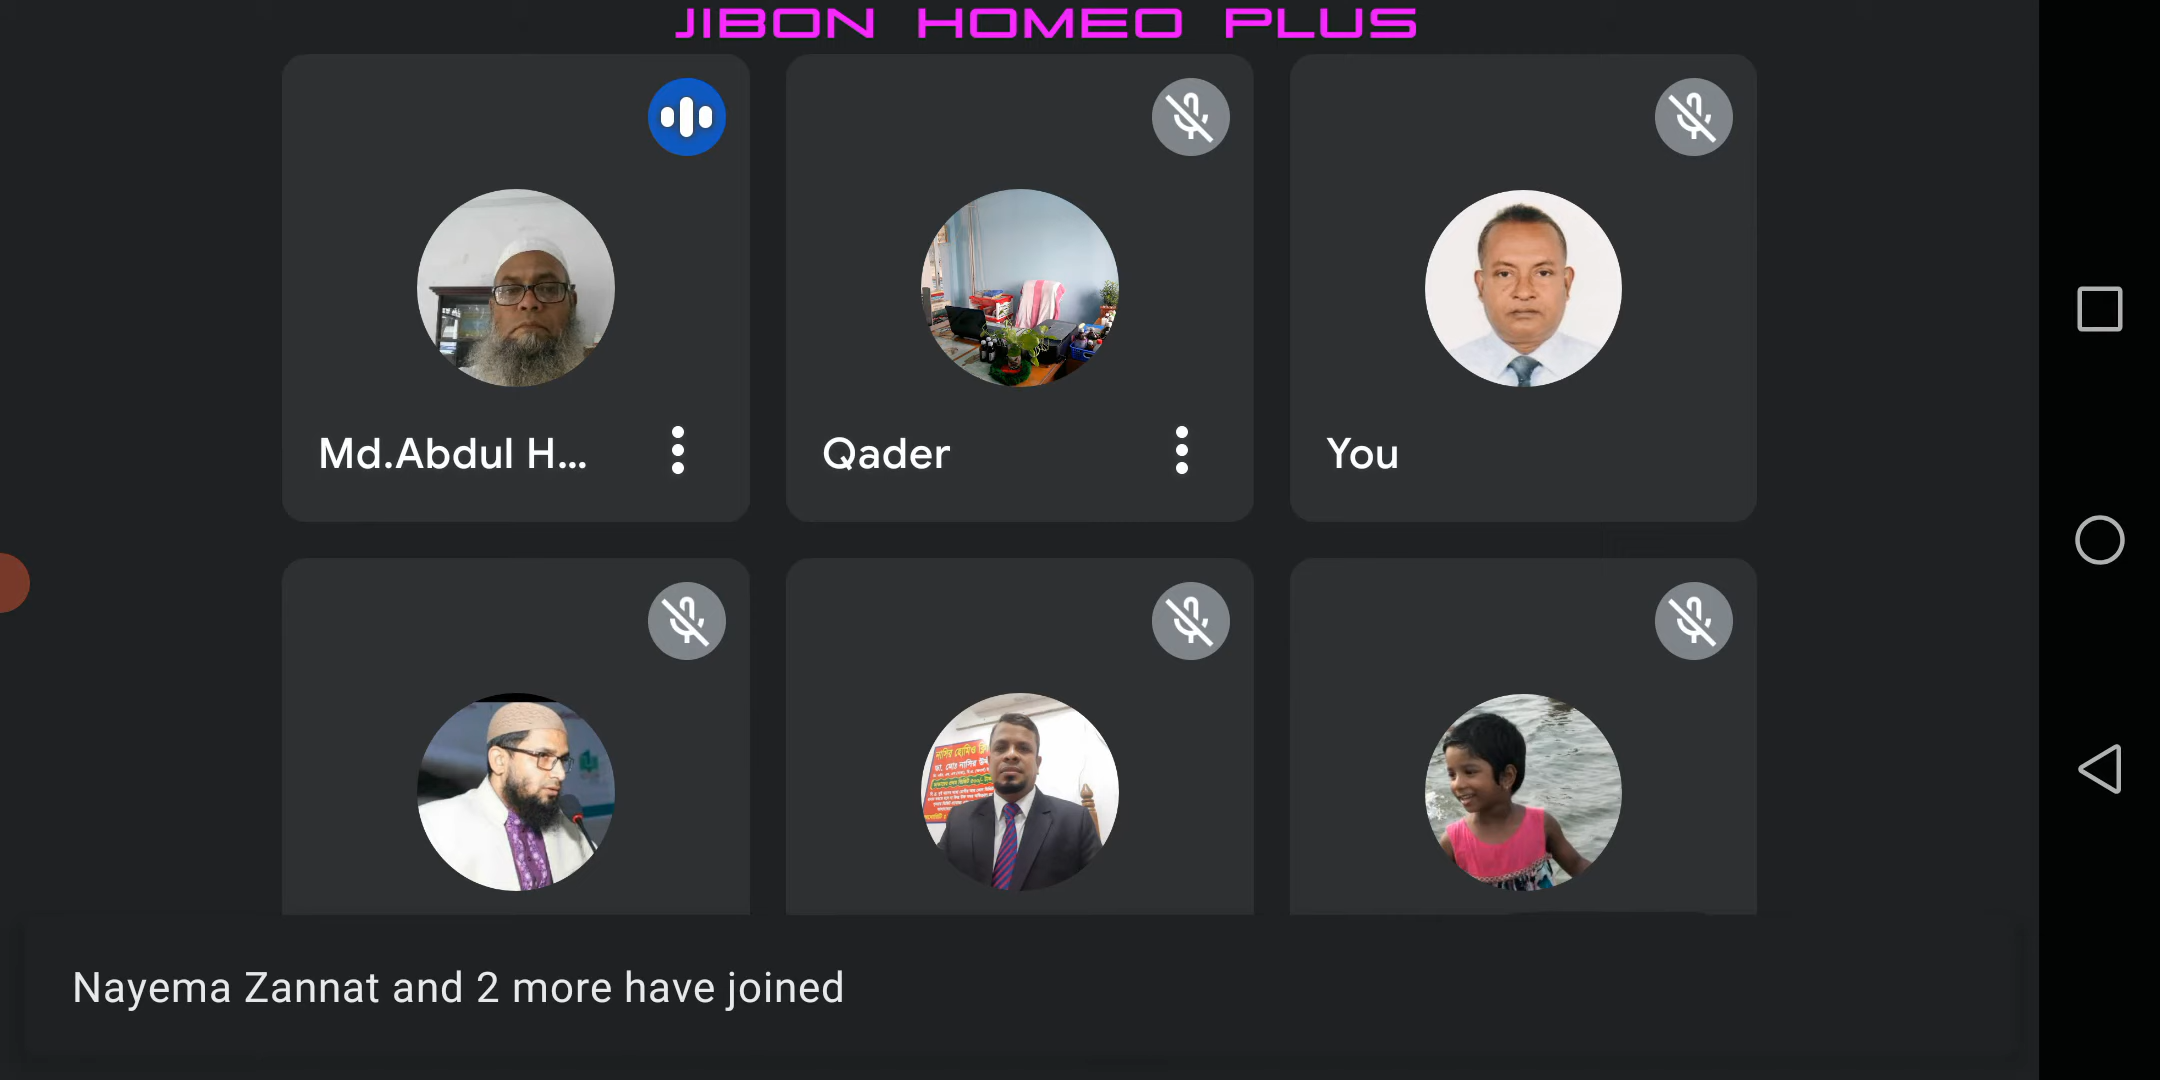 JIBON HOMEO PLUS
Md.Abdul H...
Qader
You
নাসির হোমিও
ডা. মোঃ নাসির উ
Nayema Zannat and 2 more have joined